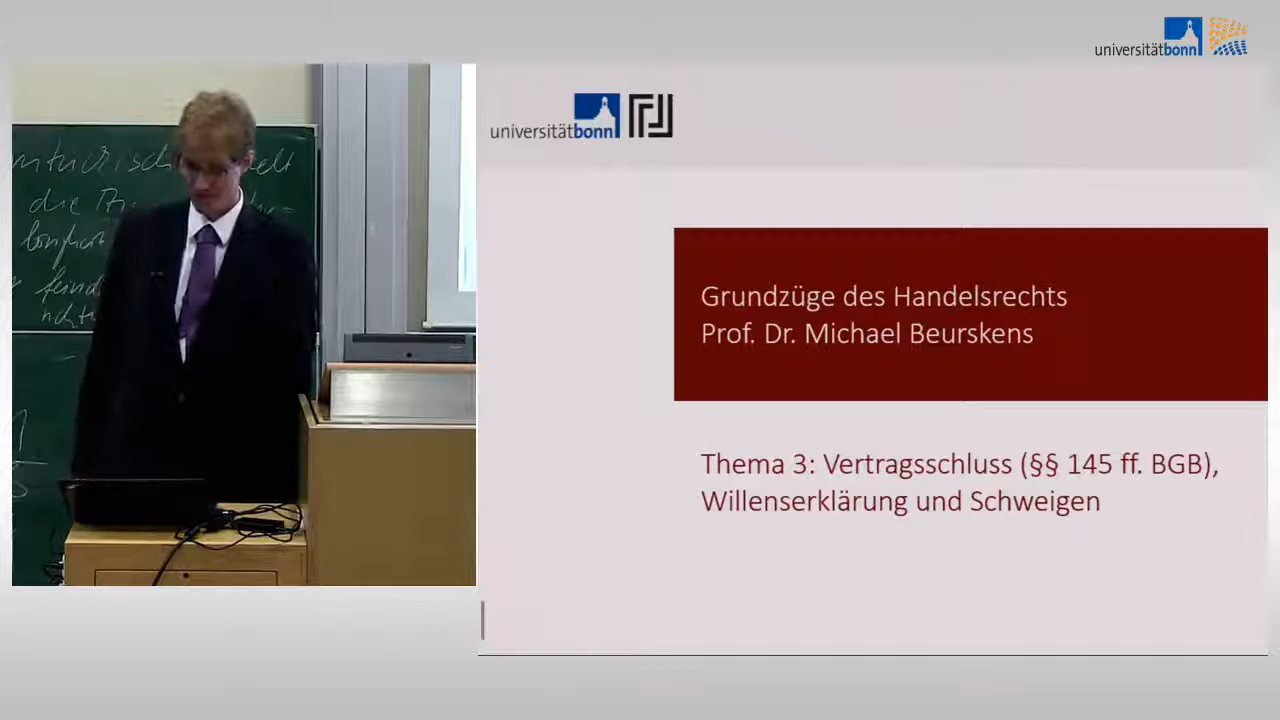 universitätbonn
universitätbonn
die
Grundzüge des Handelsrechts
Prof. Dr. Michael Beurskens
Thema 3: Vertragsschluss (§§ 145 ff. BGB),
Willenserklärung und Schweigen